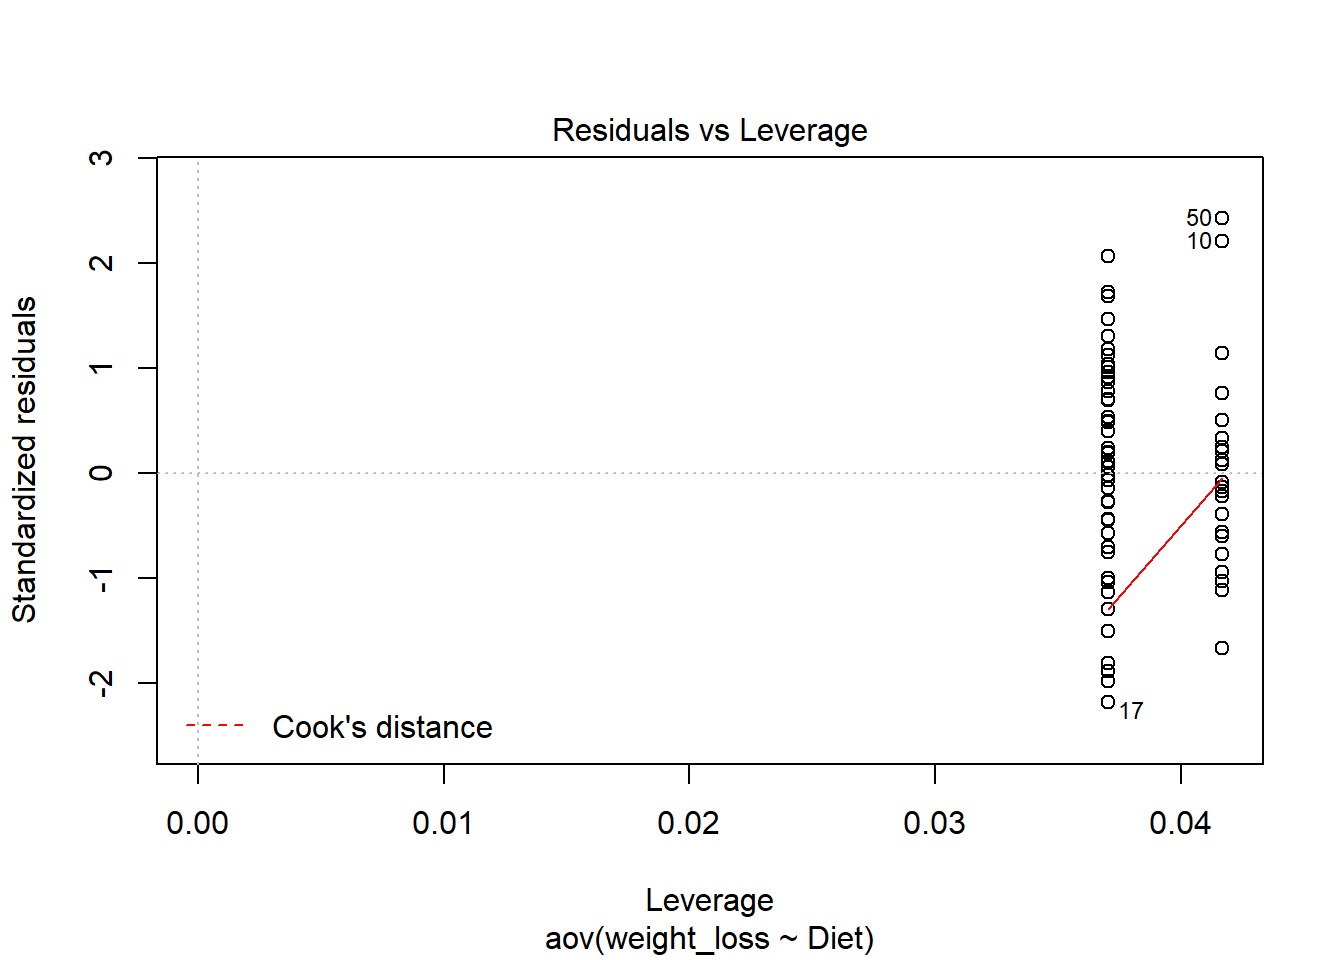 Residuals vs Leverage
3
2
1
0
-1
-2
Standardized residuals
50
10
17
Cook's distance
0.00 0.01 0.02 0.03 0.04
Leverage
aov(weight_loss ~ Diet)